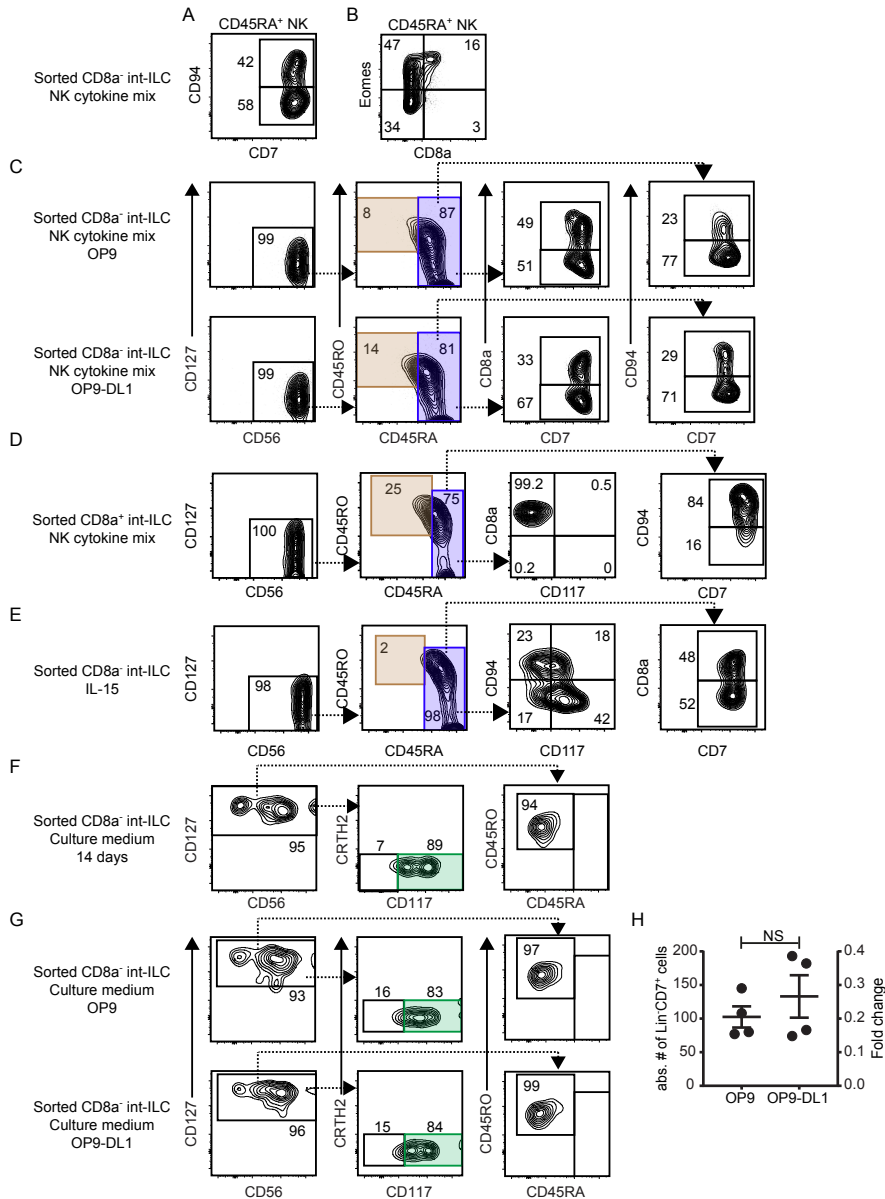 A
CD45RA⁺ NK
Sorted CD8a⁻ int-ILC
NK cytokine mix
CD94
42
58
CD7
B
CD45RA⁺ NK
Eomes
47
16
34
3
CD8a
C
Sorted CD8a⁻ int-ILC
NK cytokine mix
OP9
99
8
87
49
51
23
77
Sorted CD8a⁻ int-ILC
NK cytokine mix
OP9-DL1
CD127
99
CD45RO
14
81
CD8a
33
67
CD94
29
71
CD56
CD45RA
CD7
CD7
D
Sorted CD8a⁺ int-ILC
NK cytokine mix
CD127
100
CD45RO
25
75
CD8a
99.2
0.5
0.2
0
CD94
84
16
CD56
CD45RA
CD117
CD7
E
Sorted CD8a⁻ int-ILC
IL-15
CD127
98
CD45RO
2
98
CD94
23
18
17
42
CD8a
48
52
CD56
CD45RA
CD117
CD7
F
Sorted CD8a⁻ int-ILC
Culture medium
14 days
CD127
95
CRTH2
7
89
CD45RO
94
CD56
CD117
CD45RA
G
Sorted CD8a⁻ int-ILC
Culture medium
OP9
93
16
83
97
Sorted CD8a⁻ int-ILC
Culture medium
OP9-DL1
CD127
96
CRTH2
15
84
CD45RO
99
CD56
CD117
CD45RA
H
NS
abs. # of Lin⁻CD7⁺ cells
200
150
100
50
0
Fold change
0.4
0.3
0.2
0.1
0.0
OP9
OP9-DL1